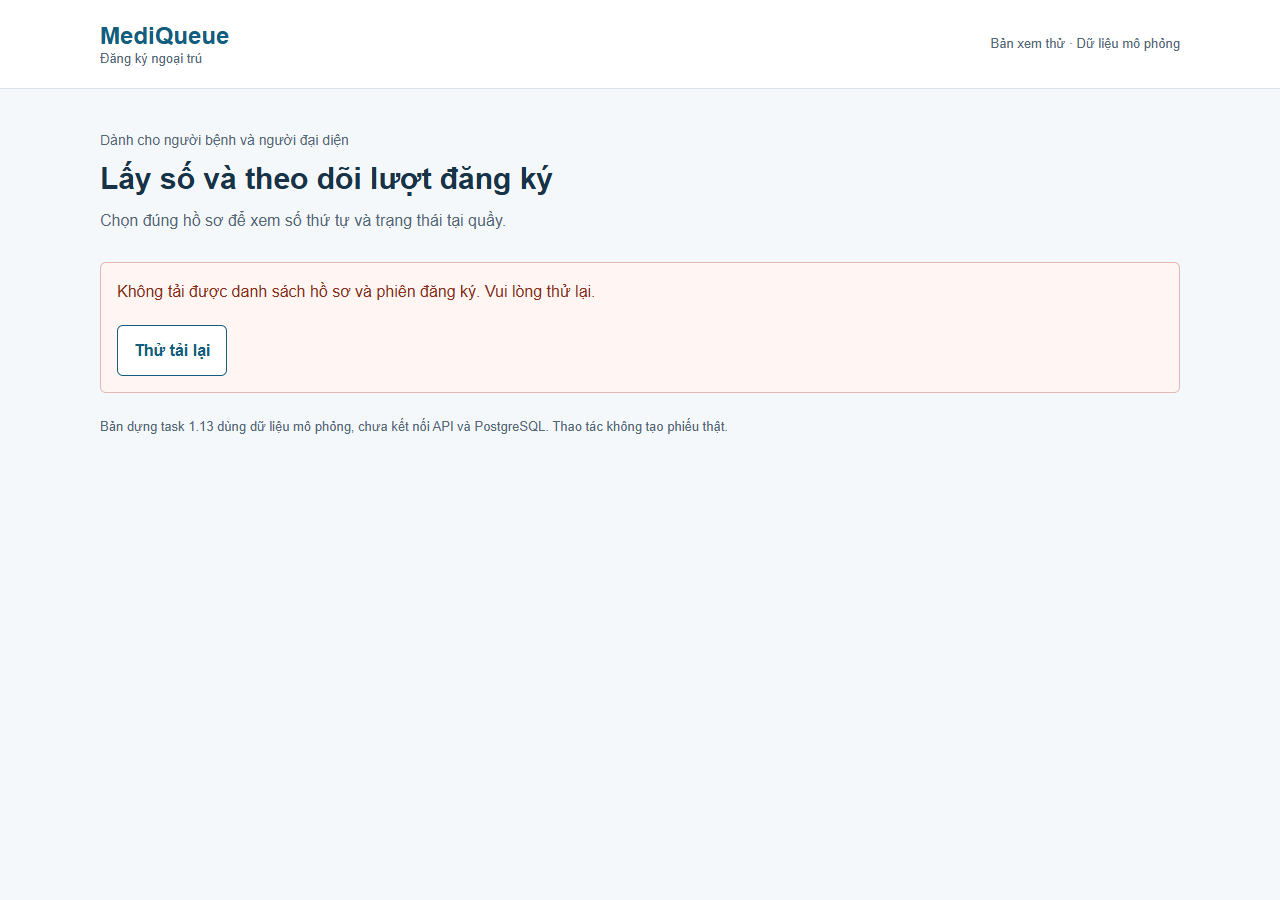 MediQueue
Đăng ký ngoại trú
Bản xem thử · Dữ liệu mô phỏng
Dành cho người bệnh và người đại diện
Lấy số và theo dõi lượt đăng ký
Chọn đúng hồ sơ để xem số thứ tự và trạng thái tại quầy.
Không tải được danh sách hồ sơ và phiên đăng ký. Vui lòng thử lại.
Thử tải lại
Bản dựng task 1.13 dùng dữ liệu mô phỏng, chưa kết nối API và PostgreSQL. Thao tác không tạo phiếu thật.